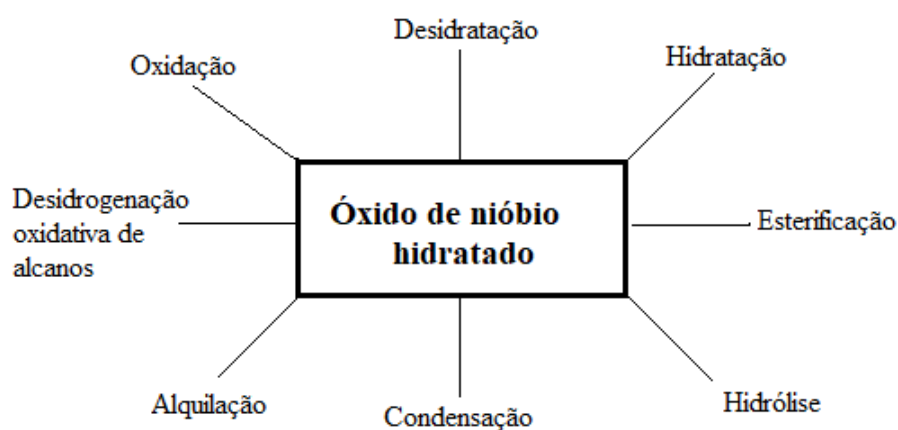 Desidratação
Oxidação
Hidratação
Desidrogenação
oxidativa de
alcanos
Óxido de nióbio
hidratado
Esterificação
Alquilação
Condensação
Hidrólise